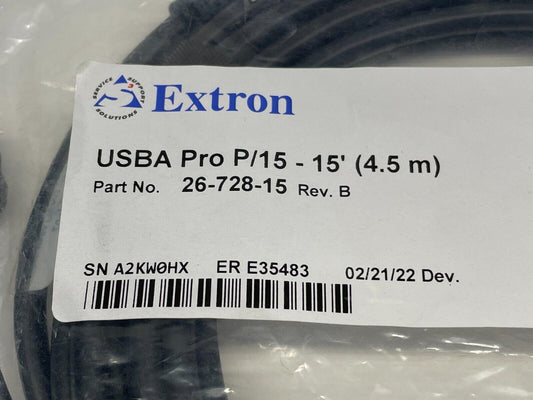 SERVICE SUPPORT SOLUTIONS
S3
Extron
USBA Pro P/15 - 15' (4.5 m)
Part No. 26-728-15 Rev. B
SN A2KW0HX ER E35483 02/21/22 Dev.